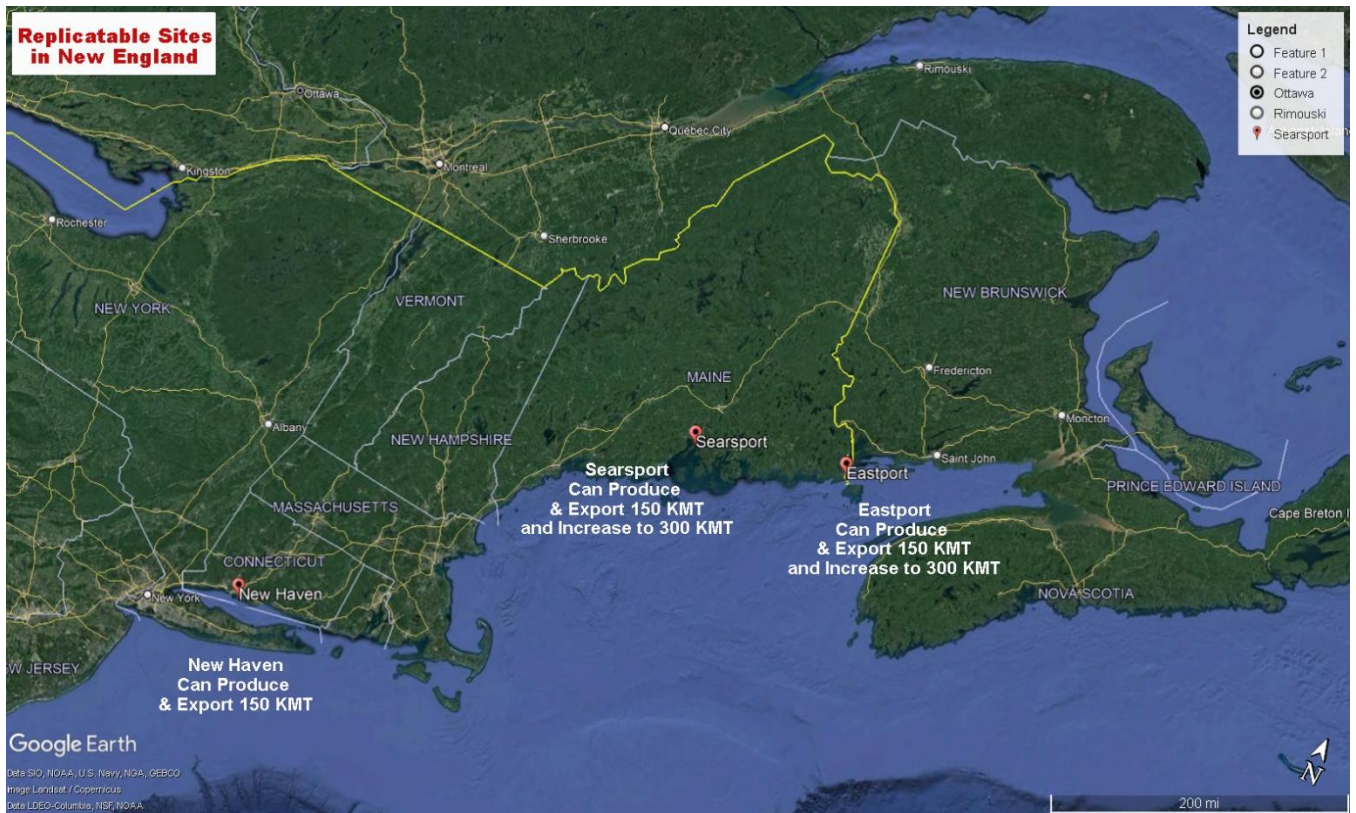 Replicatable Sites
in New England
Legend
Feature 1
Feature 2
Ottawa
Rimouski
Searsport
Rimouski
Ottawa
Quebec City
Kingston
Montreal
Rochester
Sherbrooke
NEW YORK
VERMONT
NEW BRUNSWICK
MAINE
Fredericton
Albany
NEW HAMPSHIRE
Moncton
Searsport
Saint John
Eastport
PRINCE EDWARD ISLAND
Searsport
Can Produce
& Export 150 KMT
and Increase to 300 KMT
MASSACHUSETTS
Eastport
Can Produce
& Export 150 KMT
and Increase to 300 KMT
Cape Breton I
CONNECTICUT
New York
New Haven
NOVA SCOTIA
W JERSEY
New Haven
Can Produce
& Export 150 KMT
Google Earth
Data SIO, NOAA, U.S. Navy, NGA, GEBCO
Image Landsat / Copernicus
Data LDEO-Columbia, NSF, NOAA
N
200 mi